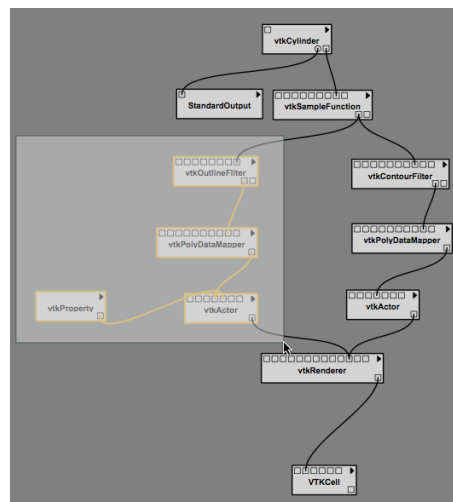 vtkCylinder
StandardOutput
vtkSampleFunction
vtkOutlineFilter
vtkContourFilter
vtkPolyDataMapper
vtkPolyDataMapper
vtkProperty
vtkActor
vtkActor
vtkRenderer
VTKCell